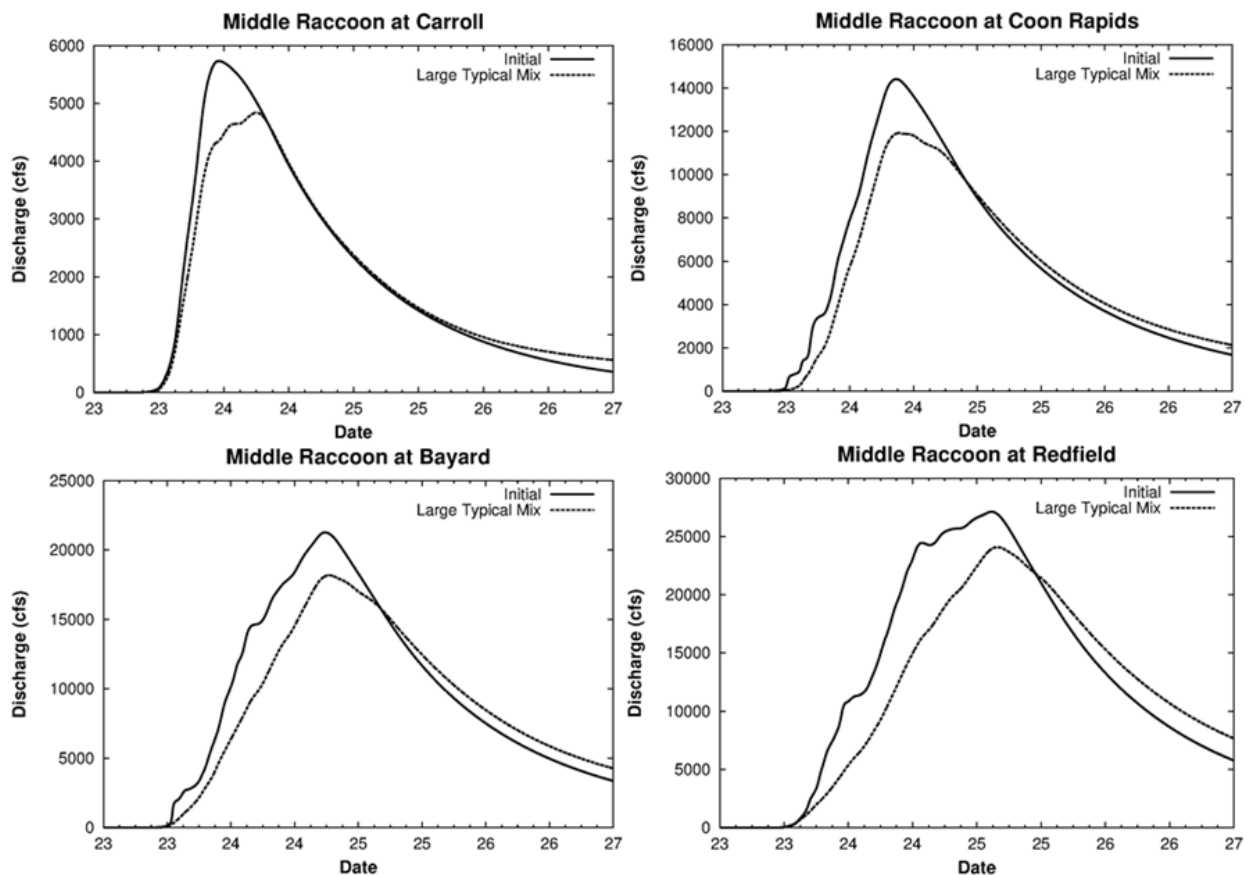 Middle Raccoon at Carroll
Initial
Large Typical Mix
Discharge (cfs)
6000
5000
4000
3000
2000
1000
0
23 23 24 24 25 25 26 26 27
Date
Middle Raccoon at Coon Rapids
Initial
Large Typical Mix
Discharge (cfs)
16000
14000
12000
10000
8000
6000
4000
2000
0
23 23 24 24 25 25 26 26 27
Date
Middle Raccoon at Bayard
Initial
Large Typical Mix
Discharge (cfs)
25000
20000
15000
10000
5000
0
23 23 24 24 25 25 26 26 27
Date
Middle Raccoon at Redfield
Initial
Large Typical Mix
Discharge (cfs)
30000
25000
20000
15000
10000
5000
0
23 23 24 24 25 25 26 26 27
Date